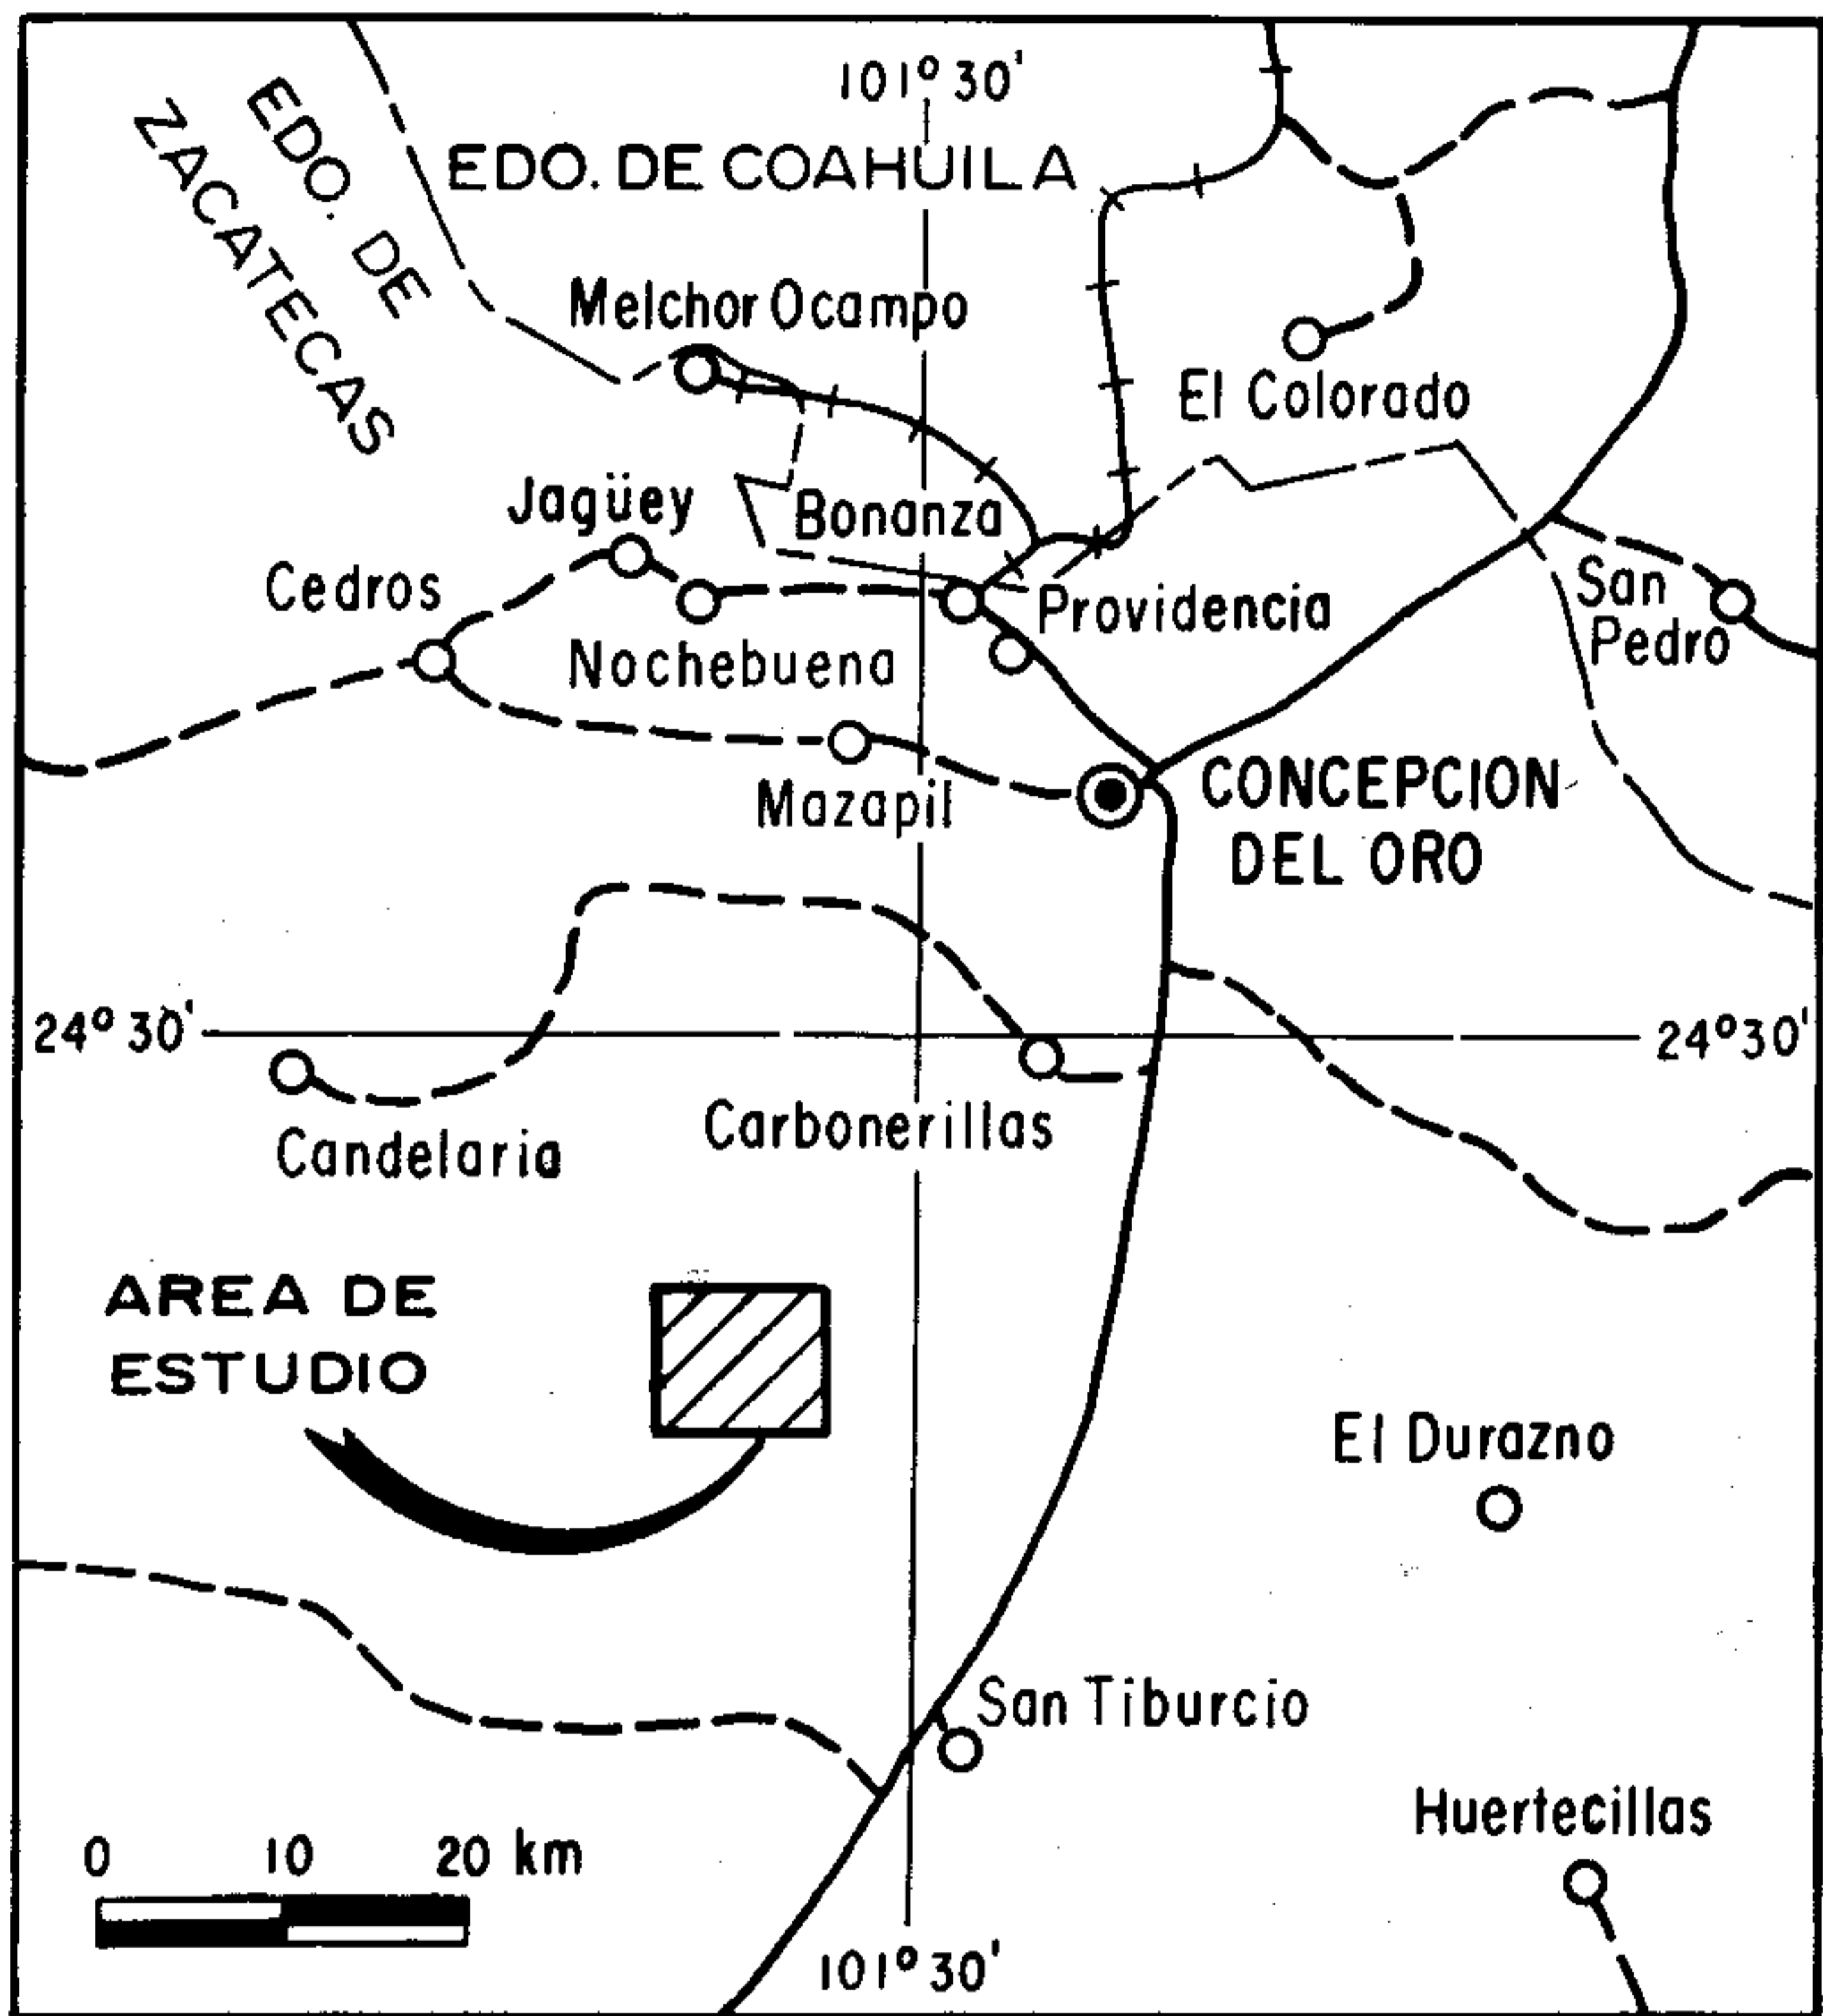 101° 30'
EDO. DE
ZACATECAS
EDO. DE COAHUILA
Melchor Ocampo
El Colorado
Jagüey
Bonanza
Cedros
San
Pedro
Providencia
Nochebuena
Mazapil
CONCEPCION
DEL ORO
24° 30'
24° 30'
Carbonerillas
Candelaria
AREA DE
ESTUDIO
El Durazno
San Tiburcio
Huertecillas
0 10 20 km
101° 30'